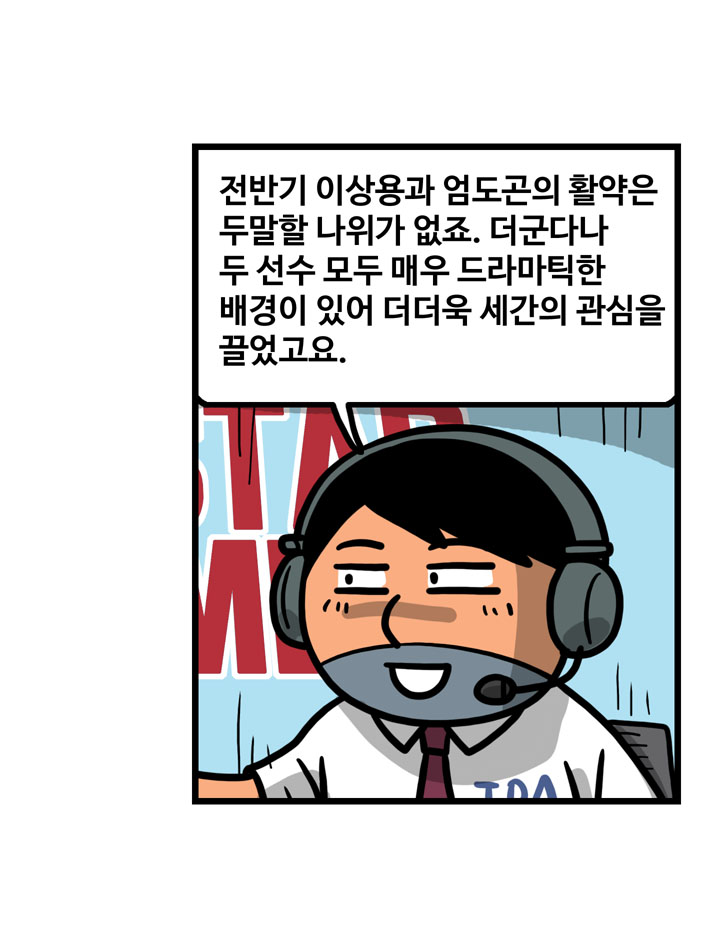 전반기 이상용과 엄도곤의 활약은
두말할 나위가 없죠. 더군다나
두 선수 모두 매우 드라마틱한
배경이 있어 더더욱 세간의 관심을
끌었고요.